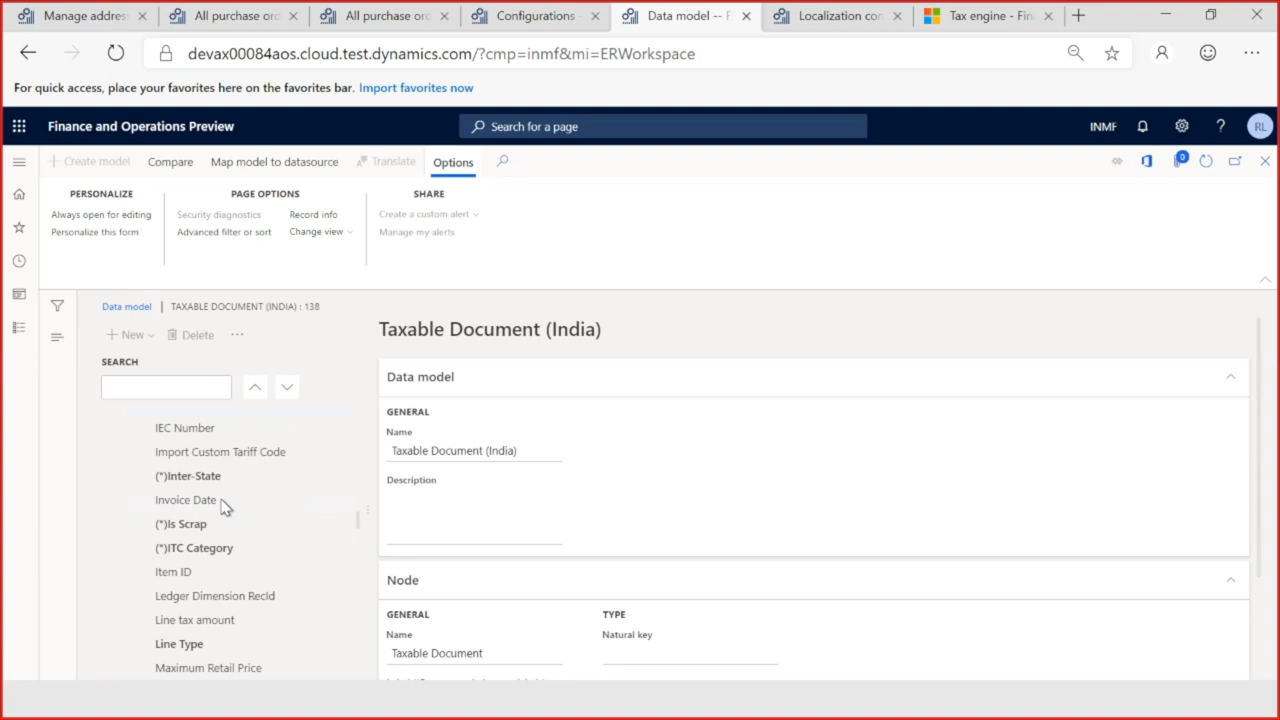 Manage addres
All purchase ord
All purchase ord
Configurations -
Data model -- F
Localization con
Tax engine - Fin
devax00084aos.cloud.test.dynamics.com/?cmp=inmf&mi=ERWorkspace
For quick access, place your favorites here on the favorites bar. Import favorites now
Finance and Operations Preview
Search for a page
INMF
?
RL
Create model
Compare
Map model to datasource
Translate
Options
0
PERSONALIZE
Always open for editing
Personalize this form
PAGE OPTIONS
Security diagnostics
Record info
Advanced filter or sort
Change view
SHARE
Create a custom alert
Manage my alerts
Data model | TAXABLE DOCUMENT (INDIA) : 138
New
Delete
SEARCH
IEC Number
Import Custom Tariff Code
(*)Inter-State
Invoice Date
(*)Is Scrap
(*)ITC Category
Item ID
Ledger Dimension RecId
Line tax amount
Line Type
Maximum Retail Price
Taxable Document (India)
Data model
GENERAL
Name
Taxable Document (India)
Description
Node
GENERAL
Name
Taxable Document
TYPE
Natural key